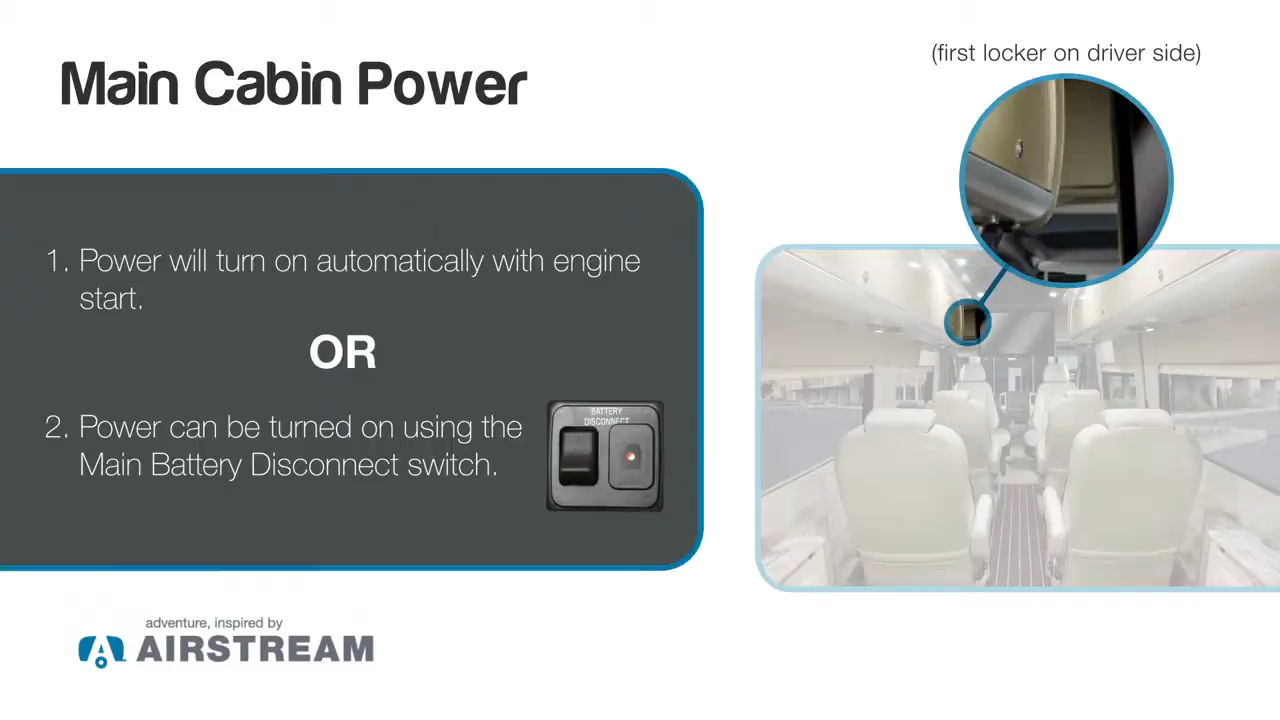 Main Cabin Power
(first locker on driver side)
1. Power will turn on automatically with engine
start.
OR
2. Power can be turned on using the
Main Battery Disconnect switch.
BATTERY
DISCONNECT
adventure, inspired by
AIRSTREAM